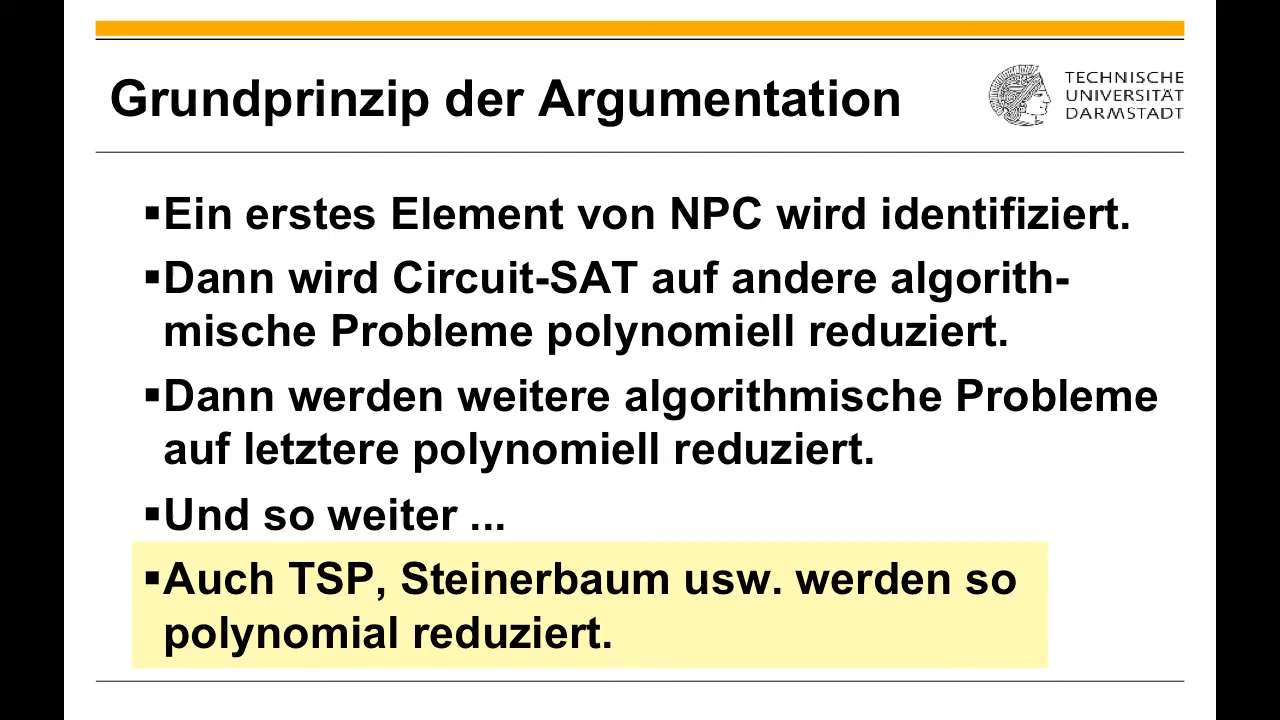 Grundprinzip der Argumentation
TECHNISCHE
UNIVERSITÄT
DARMSTADT
▪Ein erstes Element von NPC wird identifiziert.
▪Dann wird Circuit-SAT auf andere algorith-
mische Probleme polynomiell reduziert.
▪Dann werden weitere algorithmische Probleme
auf letztere polynomiell reduziert.
▪Und so weiter ...
▪Auch TSP, Steinerbaum usw. werden so
polynomial reduziert.